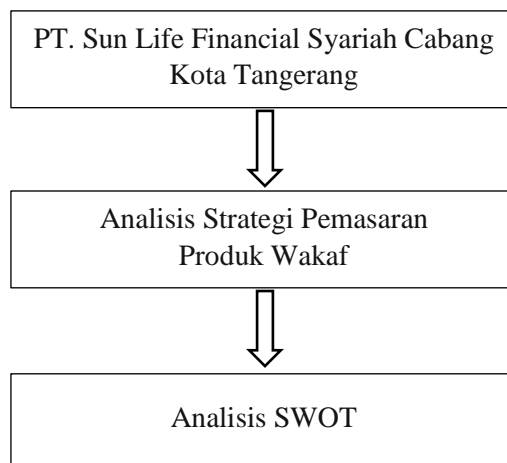 PT. Sun Life Financial Syariah Cabang
Kota Tangerang
Analisis Strategi Pemasaran
Produk Wakaf
Analisis SWOT